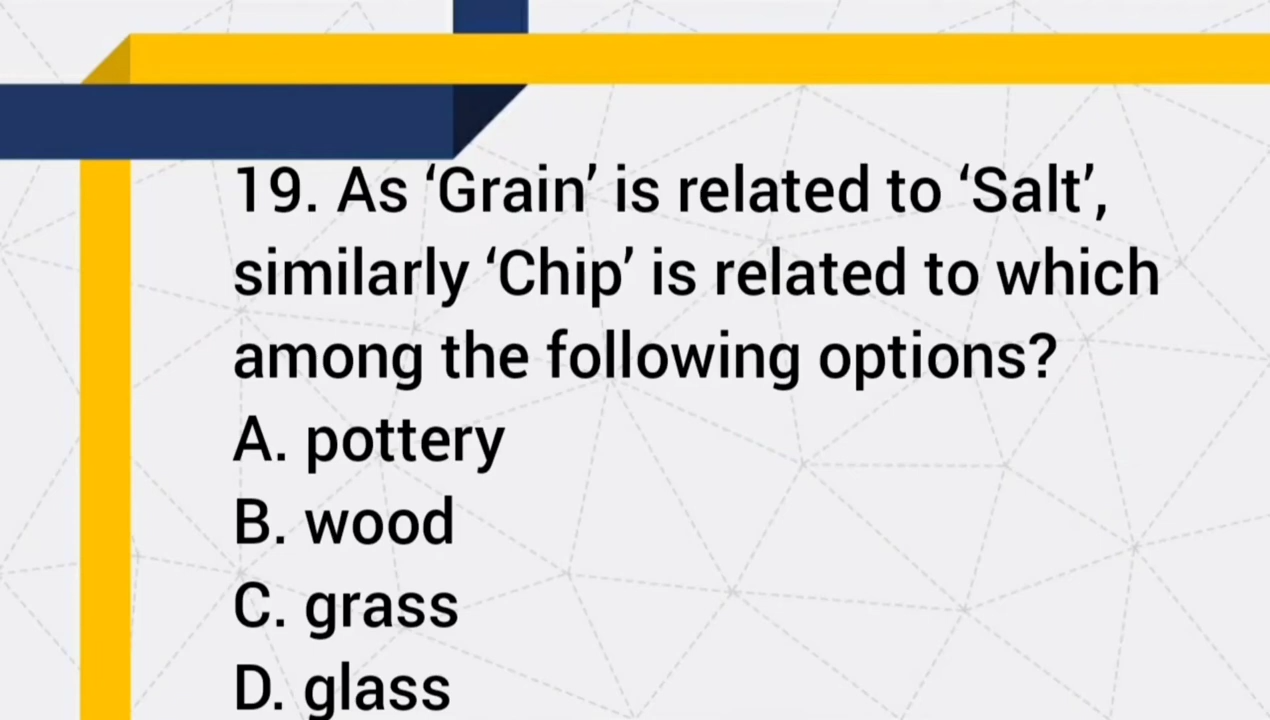 19. As ‘Grain’ is related to ‘Salt’,
similarly ‘Chip’ is related to which
among the following options?
A. pottery
B. wood
C. grass
D. glass